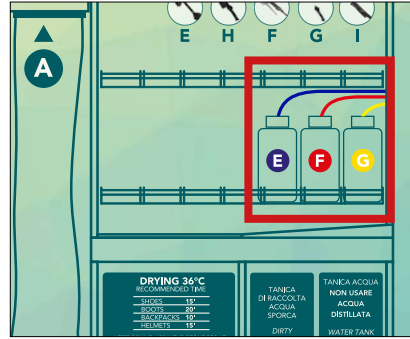 E H F G I
A
E F G
DRYING 36°C
RECOMMENDED TIME
SHOES 15'
BOOTS 20'
BACKPACKS 10'
HELMETS 15'
TANICA
DI RACCOLTA
ACQUA
SPORCA
DIRTY
TANICA ACQUA
NON USARE
ACQUA
DISTILLATA
WATER TANK